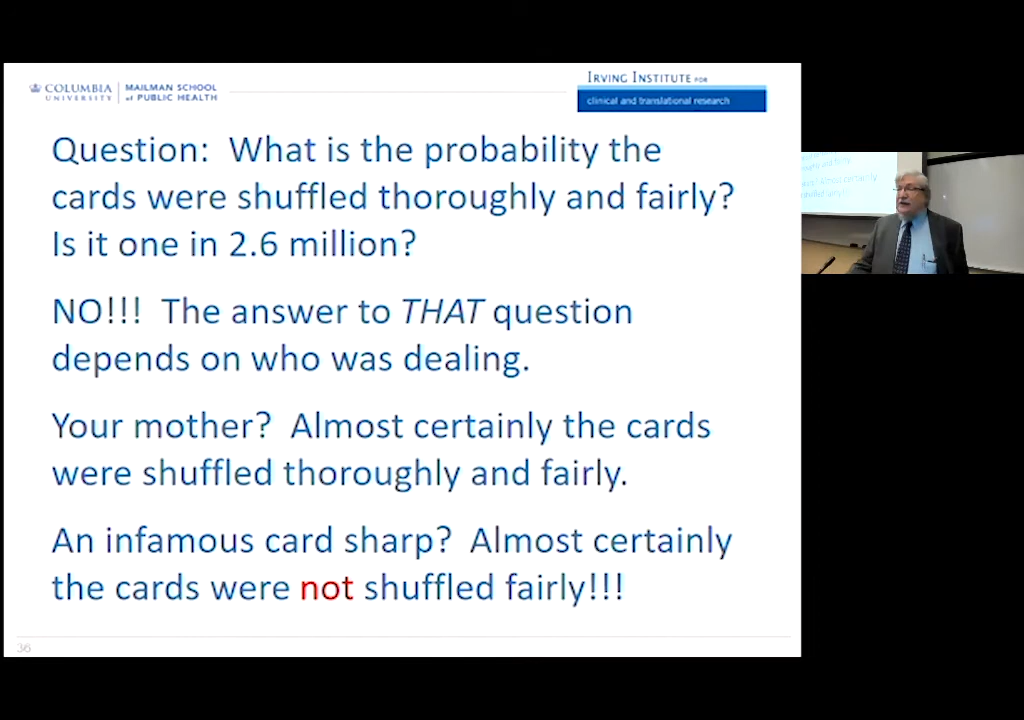 COLUMBIA UNIVERSITY
MAILMAN SCHOOL of PUBLIC HEALTH
IRVING INSTITUTE FOR
clinical and translational research
Question: What is the probability the
cards were shuffled thoroughly and fairly?
Is it one in 2.6 million?
NO!!! The answer to THAT question
depends on who was dealing.
Your mother? Almost certainly the cards
were shuffled thoroughly and fairly.
An infamous card sharp? Almost certainly
the cards were not shuffled fairly!!!
36